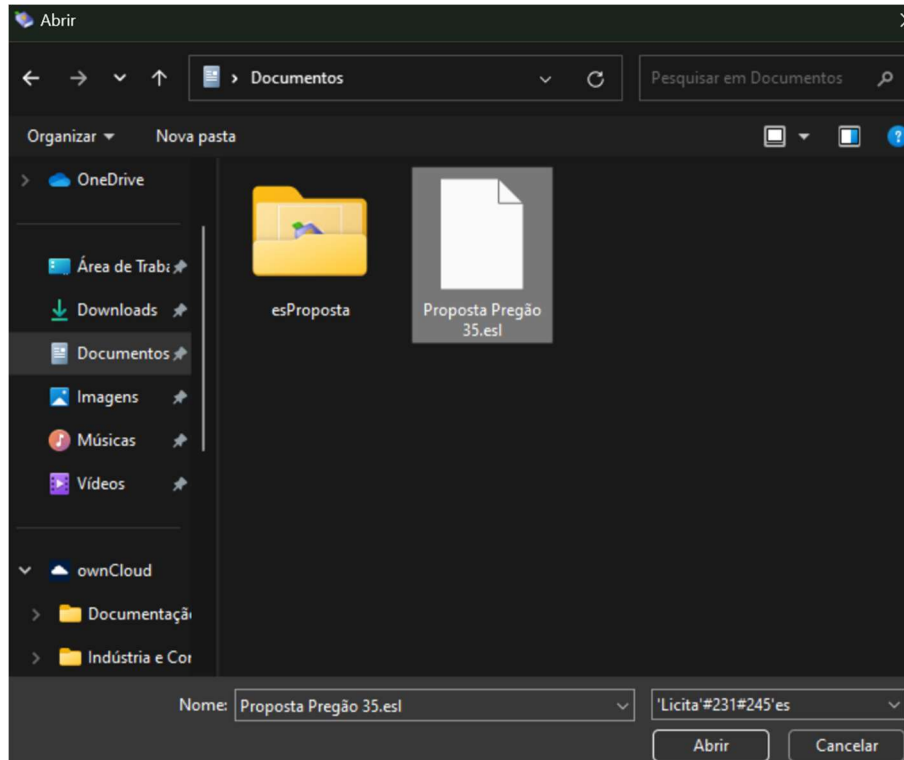 Abrir
Documentos
Pesquisar em Documentos
Organizar
Nova pasta
OneDrive
Área de Traba
Downloads
Documentos
Imagens
Músicas
Vídeos
ownCloud
Documentaçã
Indústria e Cor
esProposta
Proposta Pregão
35.esl
Nome:
Proposta Pregão 35.esl
'Licita'#231#245'es
Abrir
Cancelar